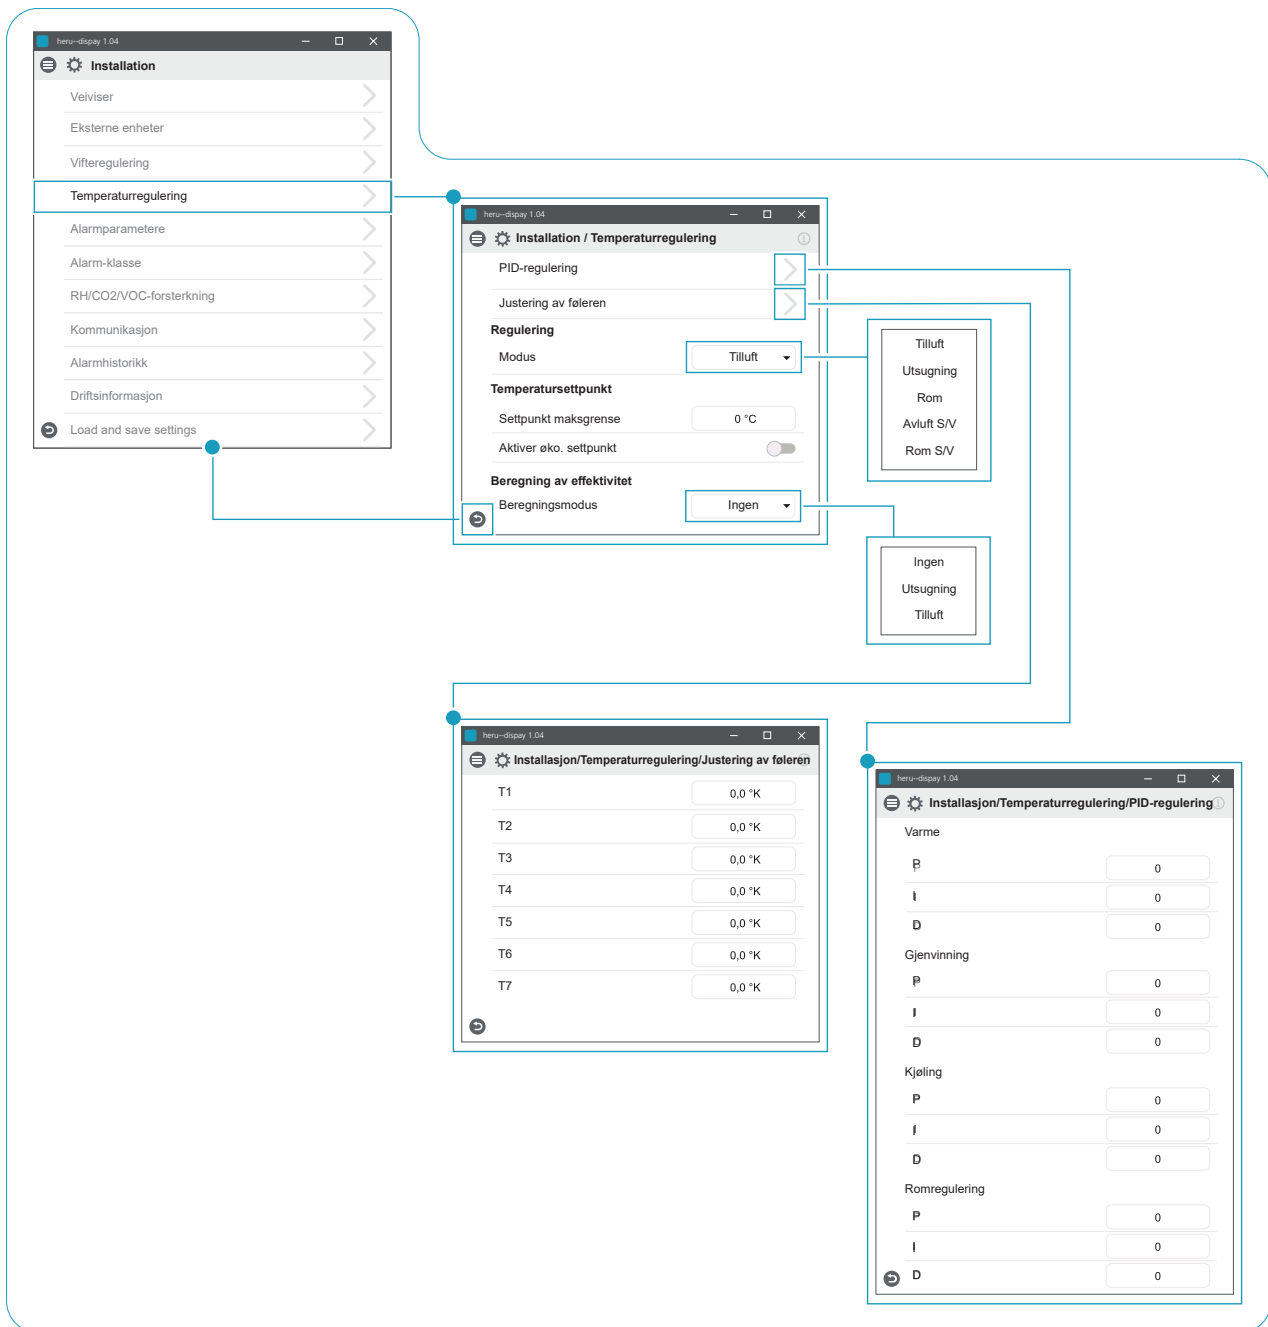 heru--dispay 1.04
Installation
Veiviser
Eksterne enheter
Vifteregulering
Temperaturregulering
Alarmparametere
Alarm-klasse
RH/CO2/VOC-forsterkning
Kommunikasjon
Alarmhistorikk
Driftsinformasjon
Load and save settings
heru--dispay 1.04
Installation / Temperaturregulering
PID-regulering
Justering av føleren
Regulering
Modus Tilluft
Temperatursettpunkt
Settpunkt maksgrense 0 °C
Aktiver øko. settpunkt
Beregning av effektivitet
Beregningsmodus Ingen
Tilluft
Utsugning
Rom
Avluft S/V
Rom S/V
Ingen
Utsugning
Tilluft
heru--dispay 1.04
Installasjon/Temperaturregulering/Justering av føleren
T1 0,0 °K
T2 0,0 °K
T3 0,0 °K
T4 0,0 °K
T5 0,0 °K
T6 0,0 °K
T7 0,0 °K
heru--dispay 1.04
Installasjon/Temperaturregulering/PID-regulering
Varme
P 0
I 0
D 0
Gjenvinning
P 0
I 0
D 0
Kjøling
P 0
I 0
D 0
Romregulering
P 0
I 0
D 0